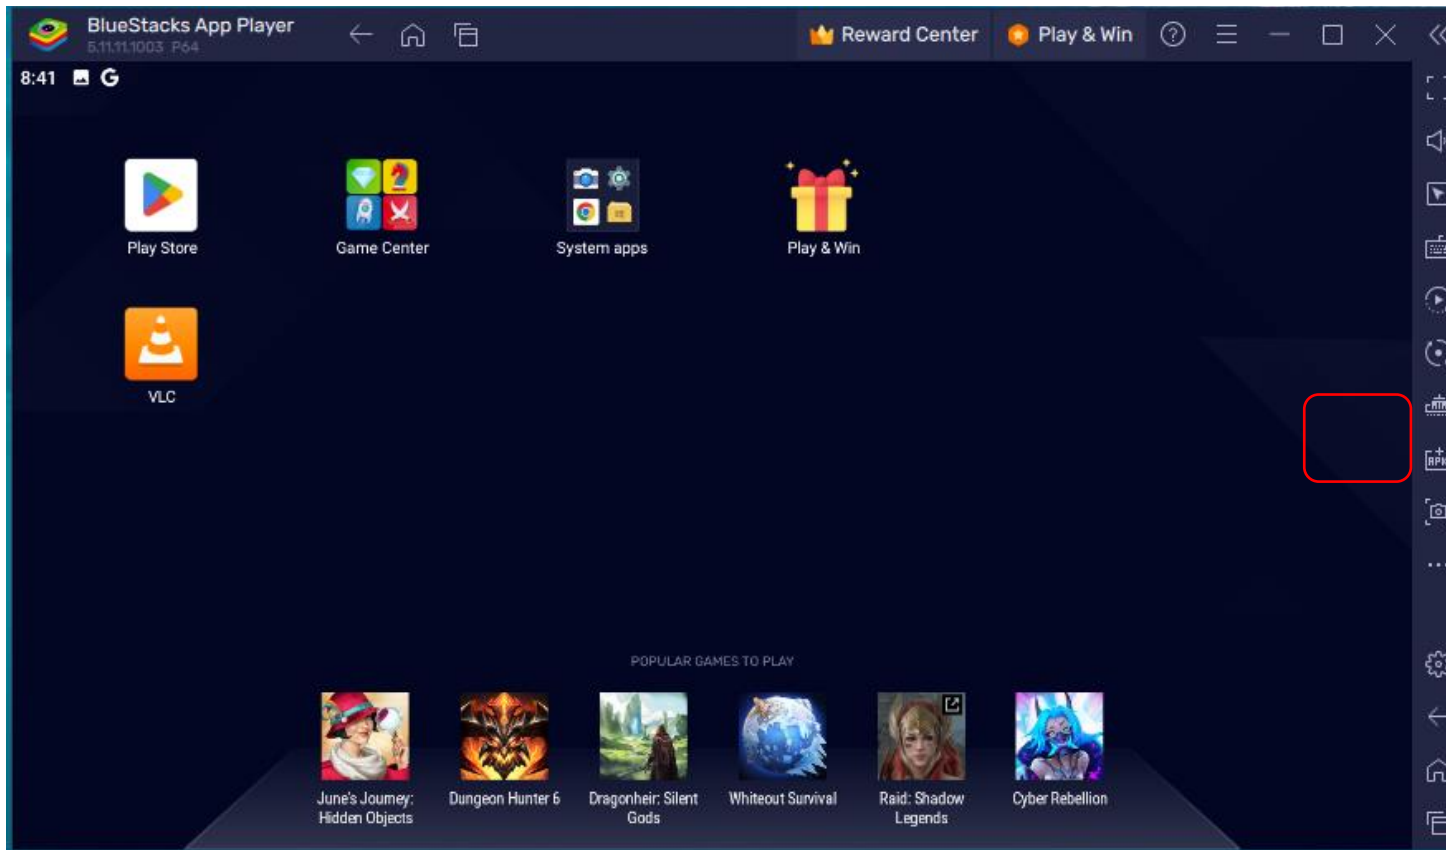 BlueStacks App Player
5.11.11.1003 P64
Reward Center
Play & Win
8:41
Play Store
Game Center
System apps
Play & Win
VLC
POPULAR GAMES TO PLAY
June's Journey:
Hidden Objects
Dungeon Hunter 6
Dragonheir: Silent
Gods
Whiteout Survival
Raid: Shadow
Legends
Cyber Rebellion